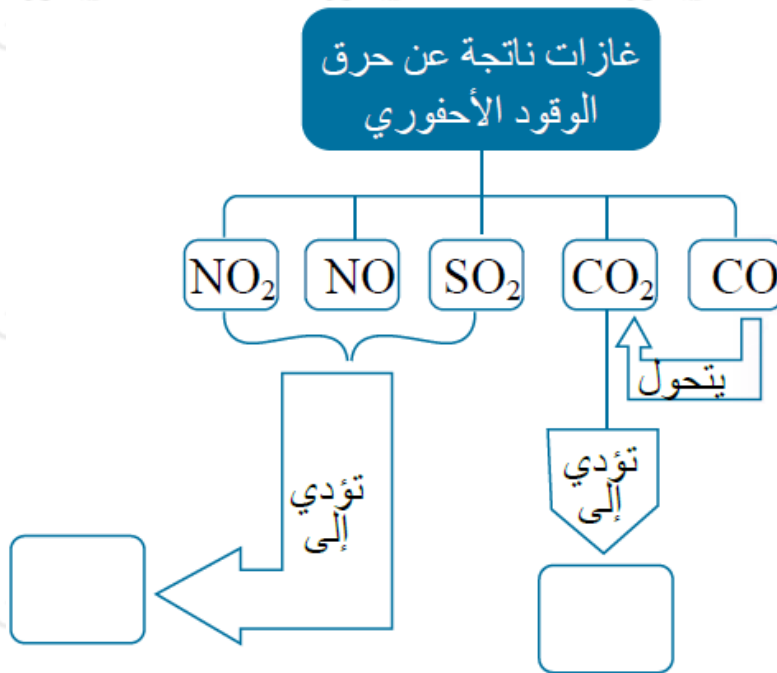 غازات ناتجة عن حرق
الوقود الأحفوري
CO
CO₂
SO₂
NO
NO₂
يتحول
تؤدي
إلى
تؤدي
إلى